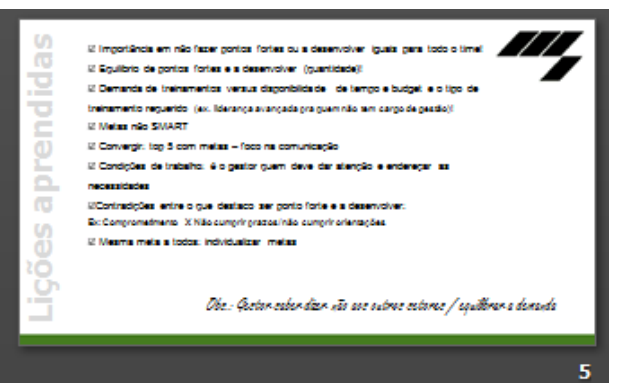 Lições aprendidas
☑ Importância em não fazer pontos fortes ou a desenvolver iguais para todo o time!
☑ Equilíbrio de pontos fortes e a desenvolver (quantidade)!
☑ Demanda de treinamentos versus disponibilidade de tempo e budget e o tipo de
treinamento requerido (ex. liderança avançada pra quem não tem cargo de gestão)!
☑ Metas não SMART
☑ Convergir: top 5 com metas – foco na comunicação
☑ Condições de trabalho: é o gestor quem deve dar atenção e endereçar as
necessidades
☑Contradições entre o que destaco ser ponto forte e a desenvolver:
Ex: Comprometimento X Não cumprir prazos/não cumprir orientações
☑ Mesma meta a todos: individualizar metas
Obs.: Gestor saber dizer não aos outros setores / equilibrar a demanda
5